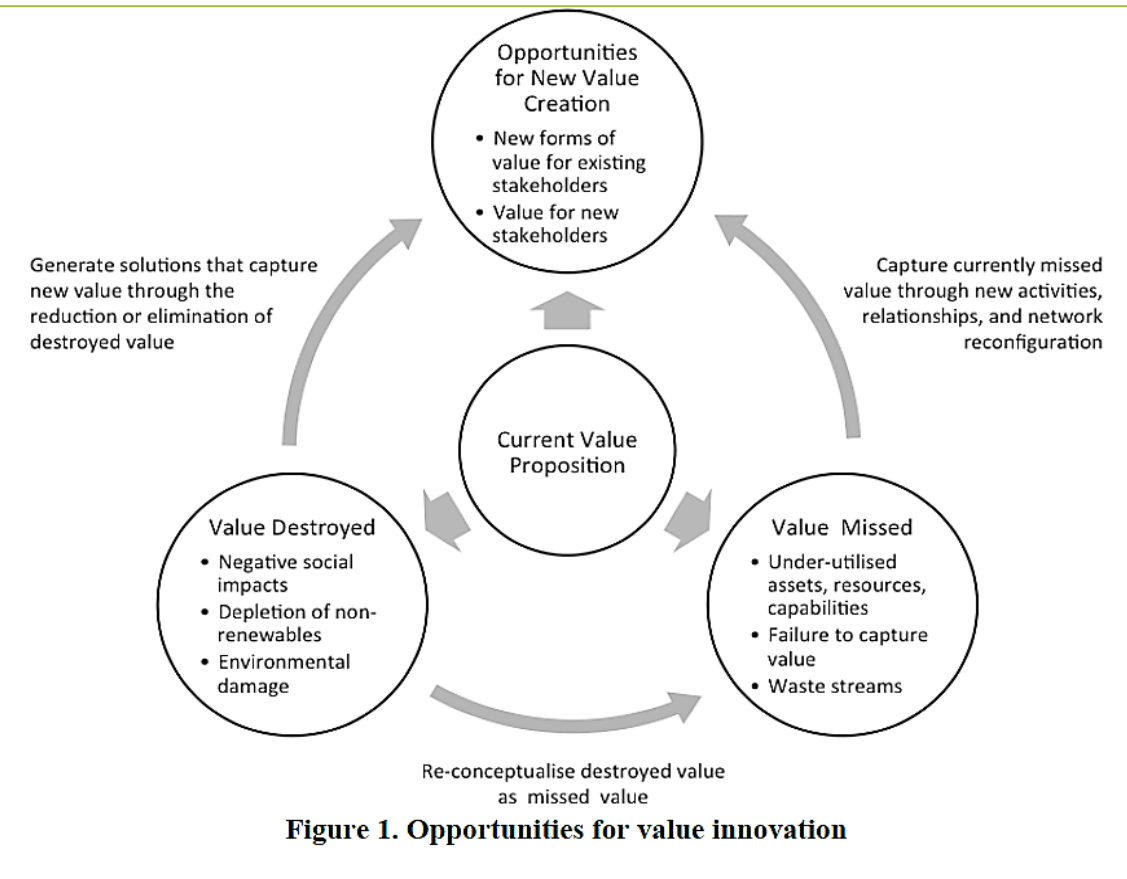 Opportunities
for New Value
Creation
• New forms of
value for existing
stakeholders
• Value for new
stakeholders
Generate solutions that capture
new value through the
reduction or elimination of
destroyed value
Capture currently missed
value through new activities,
relationships, and network
reconfiguration
Current Value
Proposition
Value Destroyed
• Negative social
impacts
• Depletion of non-
renewables
• Environmental
damage
Value Missed
• Under-utilised
assets, resources,
capabilities
• Failure to capture
value
• Waste streams
Re-conceptualise destroyed value
as missed value
Figure 1. Opportunities for value innovation